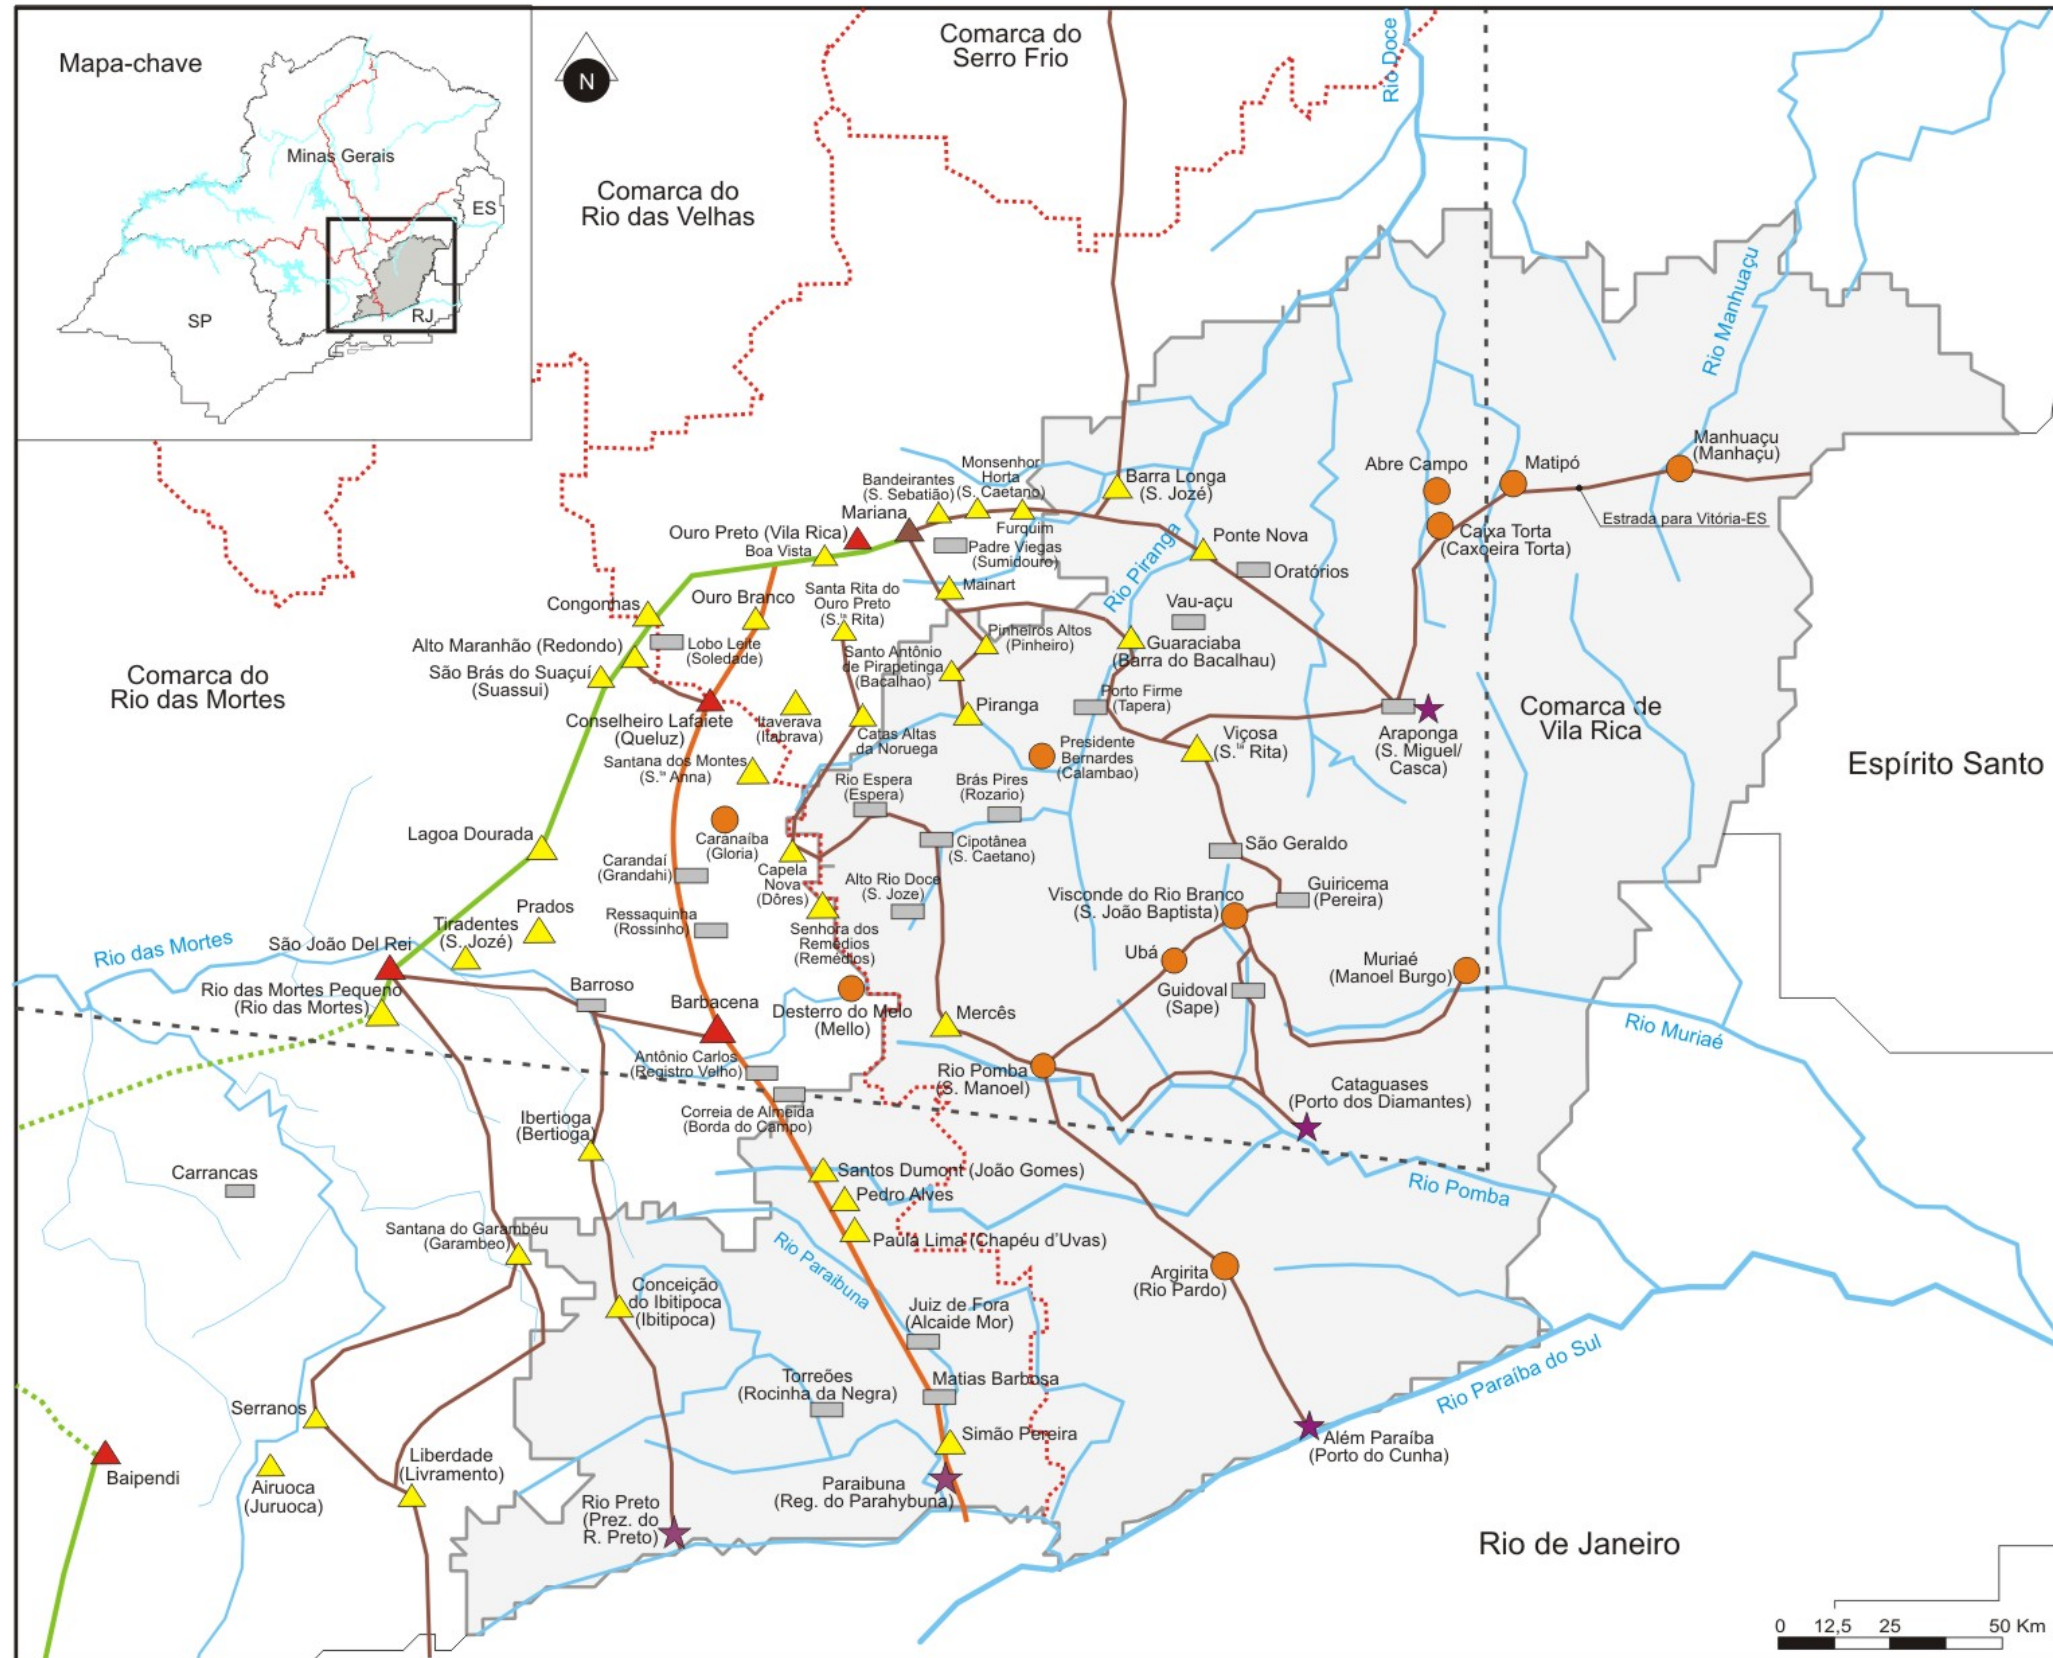 Mapa-chave
Minas Gerais
ES
SP
RJ
N
Comarca do
Serro Frio
Rio Doce
Comarca do
Rio das Velhas
Rio Manhuaçu
Manhuaçu
(Manhaçu)
Matipó
Abre Campo
Estrada para Vitória-ES
Caixa Torta
(Caxoeira Torta)
Monsenhor
Horta
(S. Caetano)
Bandeirantes
(S. Sebatião)
Barra Longa
(S. Jozé)
Mariana
Furquim
Ouro Preto (Vila Rica)
Boa Vista
Padre Viegas
(Sumidouro)
Ponte Nova
Oratórios
Rio Piranga
Mainart
Vau-açu
Congonhas
Ouro Branco
Santa Rita do
Ouro Preto
(S.ta Rita)
Pinheiros Altos
(Pinheiro)
Guaraciaba
(Barra do Bacalhau)
Alto Maranhão (Redondo)
Lobo Leite
(Soledade)
Santo Antônio
de Pirapetinga
(Bacalhao)
São Brás do Suaçuí
(Suassui)
Comarca do
Rio das Mortes
Conselheiro Lafaiete
(Queluz)
Itaverava
(Itabrava)
Catas Altas
da Noruega
Piranga
Porto Firme
(Tapera)
Viçosa
(S.ta Rita)
Araponga
(S. Miguel/
Casca)
Comarca de
Vila Rica
Espírito Santo
Santana dos Montes
(S.ta Anna)
Presidente
Bernardes
(Calambao)
Rio Espera
(Espera)
Brás Pires
(Rozario)
Lagoa Dourada
Caranaíba
(Gloria)
Cipotânea
(S. Caetano)
São Geraldo
Carandaí
(Grandahi)
Capela
Nova
(Dôres)
Alto Rio Doce
(S. Joze)
Guiricema
(Pereira)
Visconde do Rio Branco
(S. João Baptista)
Prados
Tiradentes
(S. Jozé)
Ressaquinha
(Rossinho)
Senhora dos
Remédios
(Remédios)
Ubá
Muriaé
(Manoel Burgo)
Rio das Mortes
São João Del Rei
Rio das Mortes Pequeno
(Rio das Mortes)
Barroso
Barbacena
Desterro do Melo
(Mello)
Mercês
Guidoval
(Sape)
Rio Muriaé
Antônio Carlos
(Registro Velho)
Rio Pomba
(S. Manoel)
Cataguases
(Porto dos Diamantes)
Correia de Almeida
(Borda do Campo)
Ibertioga
(Bertioga)
Carrancas
Santos Dumont (João Gomes)
Pedro Alves
Paula Lima (Chapéu d'Uvas)
Rio Pomba
Santana do Garambéu
(Garambeo)
Rio Paraibuna
Conceição
do Ibitipoca
(Ibitipoca)
Argirita
(Rio Pardo)
Juiz de Fora
(Alcaide Mor)
Rio Paraíba do Sul
Torreões
(Rocinha da Negra)
Matias Barbosa
Serranos
Simão Pereira
Além Paraíba
(Porto do Cunha)
Baipendi
Airuoca
(Juruoca)
Liberdade
(Livramento)
Paraibuna
(Reg. do Parahybuna)
Rio Preto
(Prez. do
R. Preto)
Rio de Janeiro
0 12,5 25 50 Km